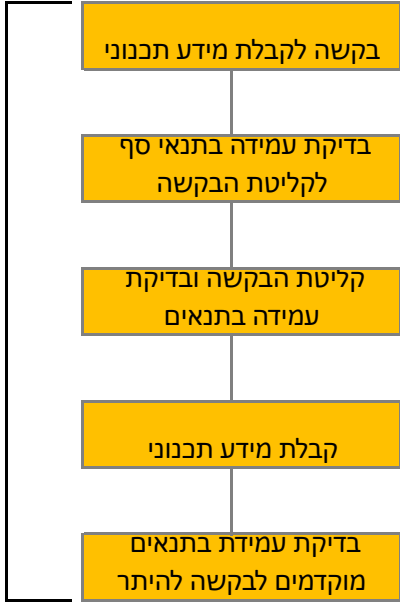 בקשה לקבלת מידע תכנוני
בדיקת עמידה בתנאי סף
לקליטת הבקשה
קליטת הבקשה ובדיקת
עמידה בתנאים
קבלת מידע תכנוני
בדיקת עמידת בתנאים
מוקדמים לבקשה להיתר